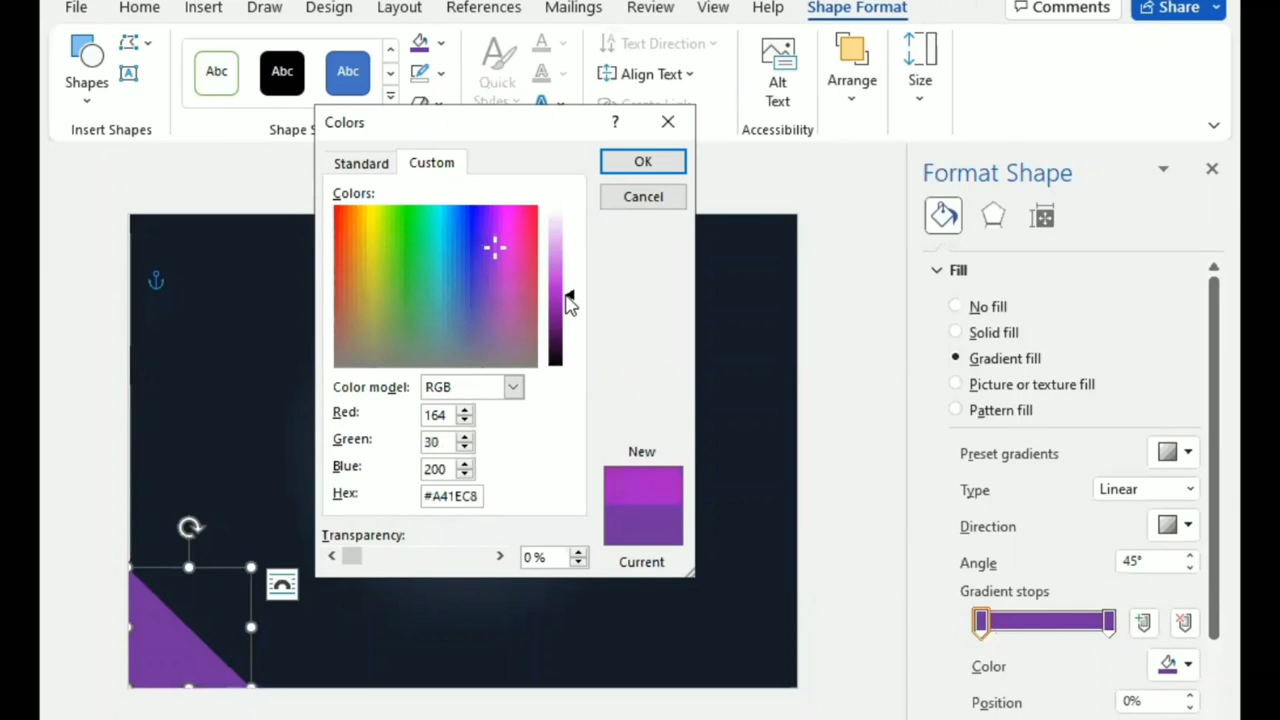 File Home Insert Draw Design Layout References Mailings Review View Help Shape Format Comments Share
Shapes
Abc Abc Abc
Quick
Styles
Text Direction
Align Text
Create Link
Alt
Text
Arrange
Size
Insert Shapes
Shape S
Accessibility
Colors ?
Standard Custom
OK
Cancel
Colors:
Color model: RGB
Red: 164
Green: 30
Blue: 200
Hex: #A41EC8
Transparency:
0 %
New
Current
Format Shape
Fill
No fill
Solid fill
Gradient fill
Picture or texture fill
Pattern fill
Preset gradients
Type Linear
Direction
Angle 45°
Gradient stops
Color
Position 0%